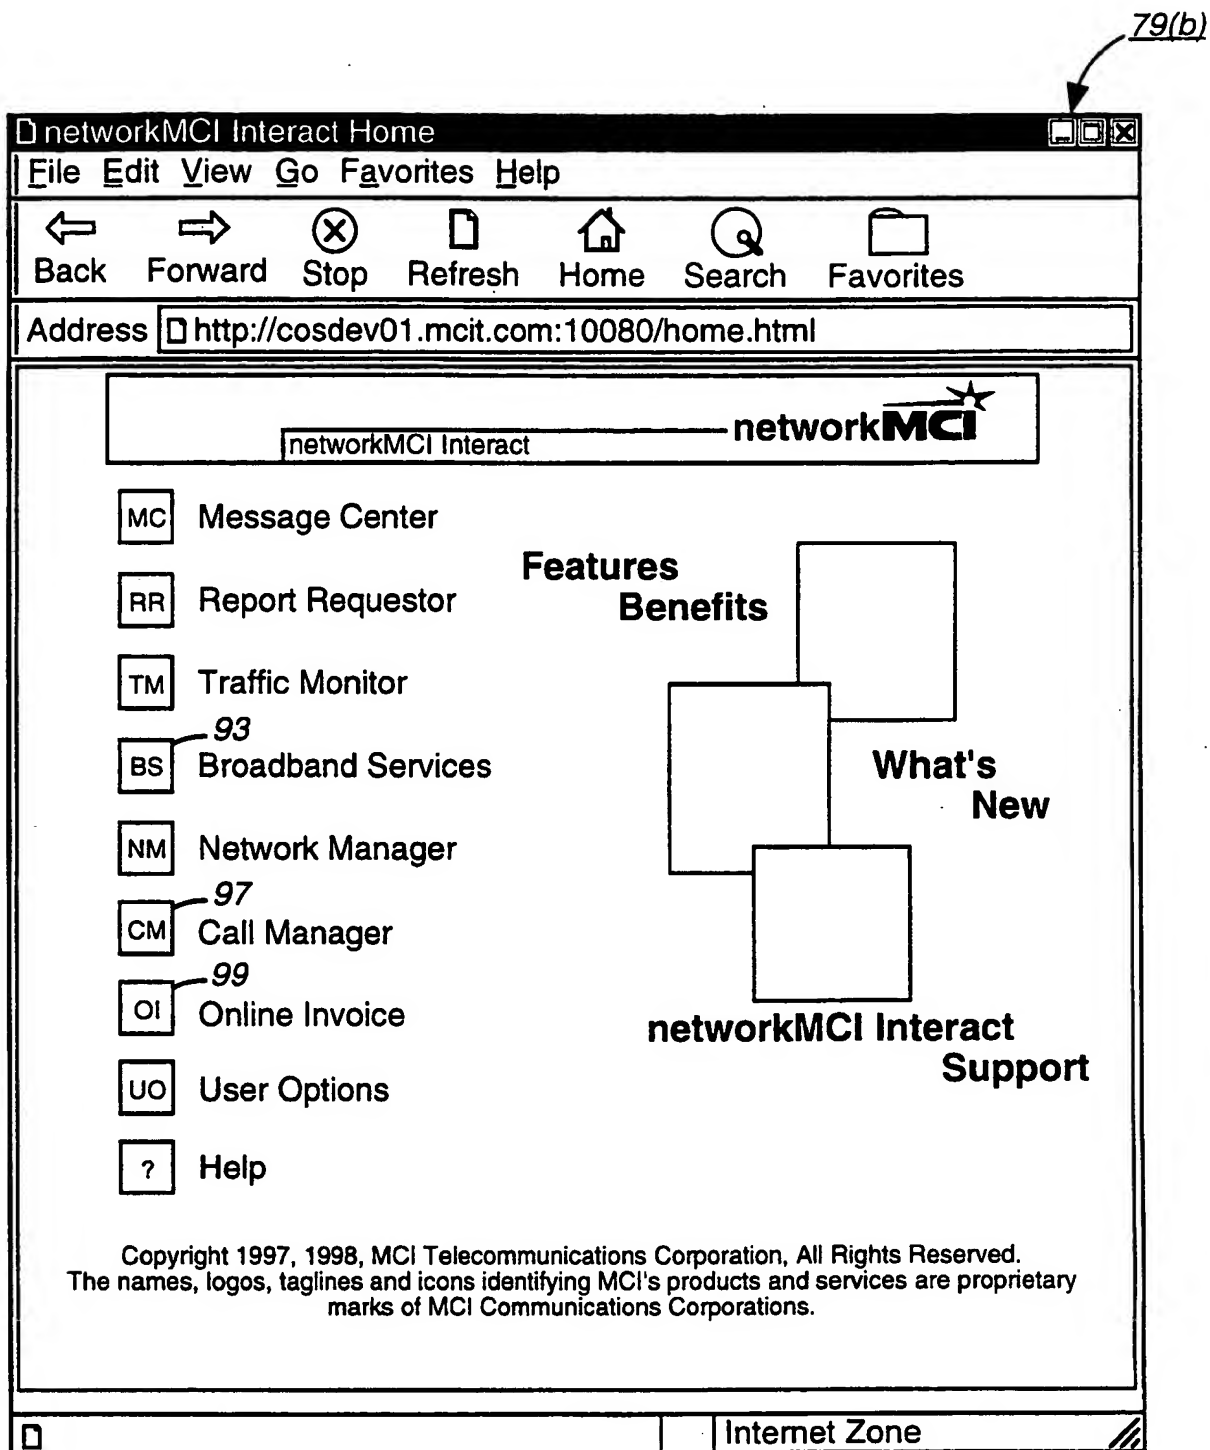 79(b)
networkMCI Interact Home
File Edit View Go Favorites Help
Back Forward Stop Refresh Home Search Favorites
Address http://cosdev01.mcit.com:10080/home.html
networkMCI
networkMCI Interact
MC Message Center
RR Report Requestor
TM Traffic Monitor
93
BS Broadband Services
NM Network Manager
97
CM Call Manager
99
OI Online Invoice
UO User Options
? Help
Features
Benefits
What's
New
networkMCI Interact
Support
Copyright 1997, 1998, MCI Telecommunications Corporation, All Rights Reserved.
The names, logos, taglines and icons identifying MCI's products and services are proprietary
marks of MCI Communications Corporations.
Internet Zone